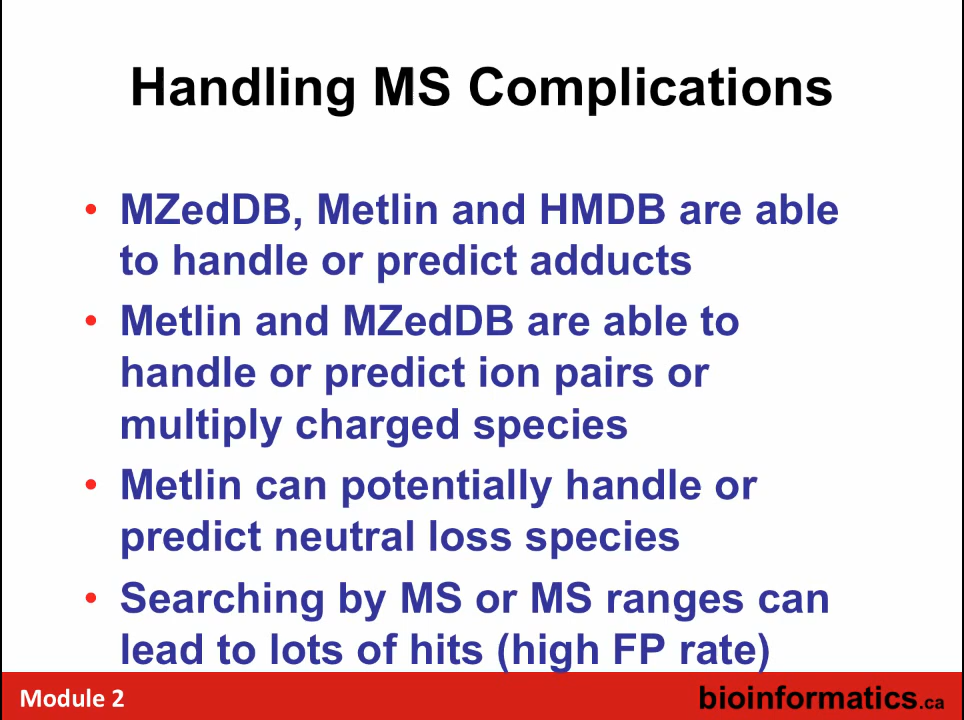 Handling MS Complications
• MZedDB, Metlin and HMDB are able
to handle or predict adducts
• Metlin and MZedDB are able to
handle or predict ion pairs or
multiply charged species
• Metlin can potentially handle or
predict neutral loss species
• Searching by MS or MS ranges can
lead to lots of hits (high FP rate)
Module 2
bioinformatics.ca